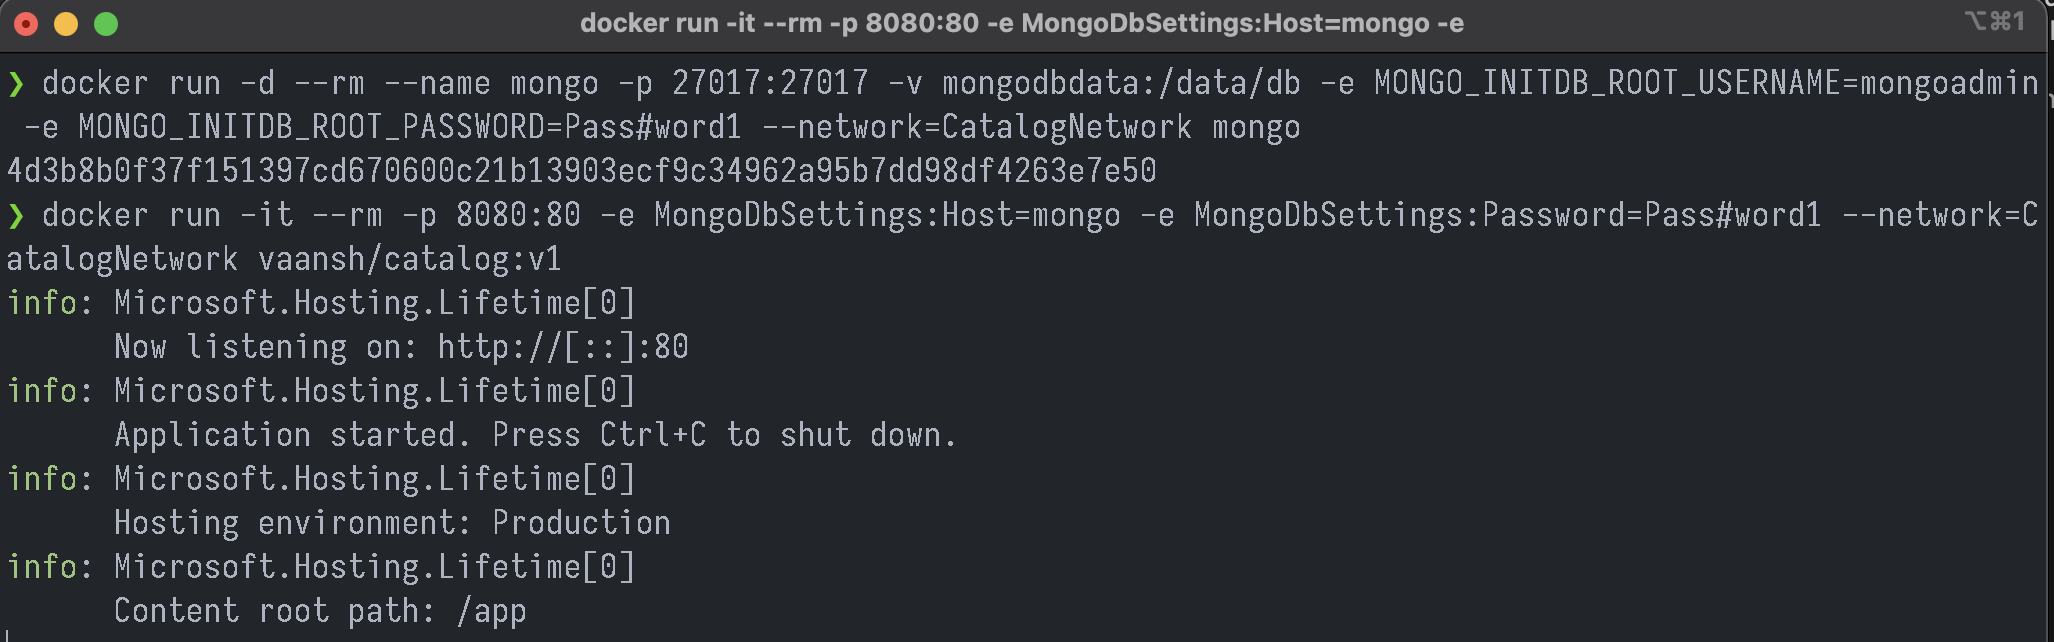 docker run -it --rm -p 8080:80 -e MongoDbSettings:Host=mongo -e
⌥⌘1
❯ docker run -d --rm --name mongo -p 27017:27017 -v mongodbdata:/data/db -e MONGO_INITDB_ROOT_USERNAME=mongoadmin
-e MONGO_INITDB_ROOT_PASSWORD=Pass#word1 --network=CatalogNetwork mongo
4d3b8b0f37f151397cd670600c21b13903ecf9c34962a95b7dd98df4263e7e50
❯ docker run -it --rm -p 8080:80 -e MongoDbSettings:Host=mongo -e MongoDbSettings:Password=Pass#word1 --network=C
atalogNetwork vaansh/catalog:v1
info: Microsoft.Hosting.Lifetime[0]
Now listening on: http://[::]:80
info: Microsoft.Hosting.Lifetime[0]
Application started. Press Ctrl+C to shut down.
info: Microsoft.Hosting.Lifetime[0]
Hosting environment: Production
info: Microsoft.Hosting.Lifetime[0]
Content root path: /app